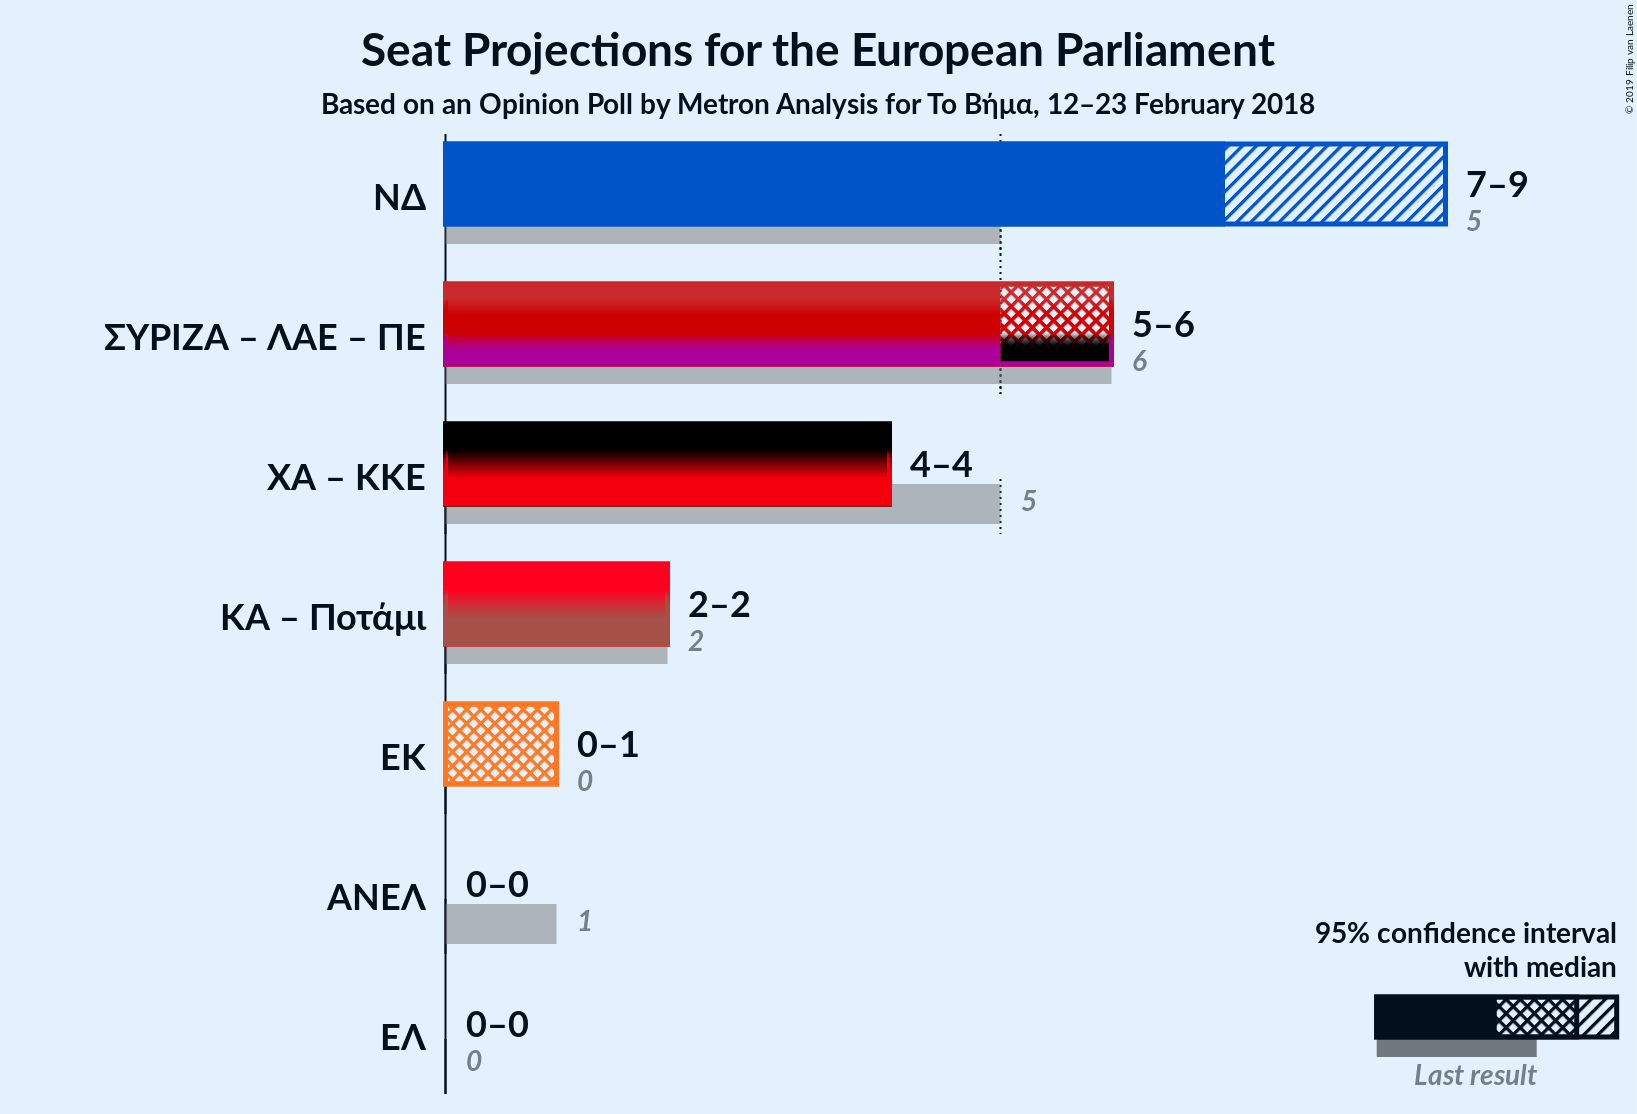 Seat Projections for the European Parliament
Based on an Opinion Poll by Metron Analysis for Το Βήμα, 12–23 February 2018
© 2019 Filip van Laenen
ΝΔ
7–9
5
ΣΥΡΙΖΑ – ΛΑΕ – ΠΕ
5–6
6
ΧΑ – ΚΚΕ
4–4
5
ΚΑ – Ποτάμι
2–2
2
ΕΚ
0–1
0
ΑΝΕΛ
0–0
1
ΕΛ
0–0
0
95% confidence interval
with median
Last result